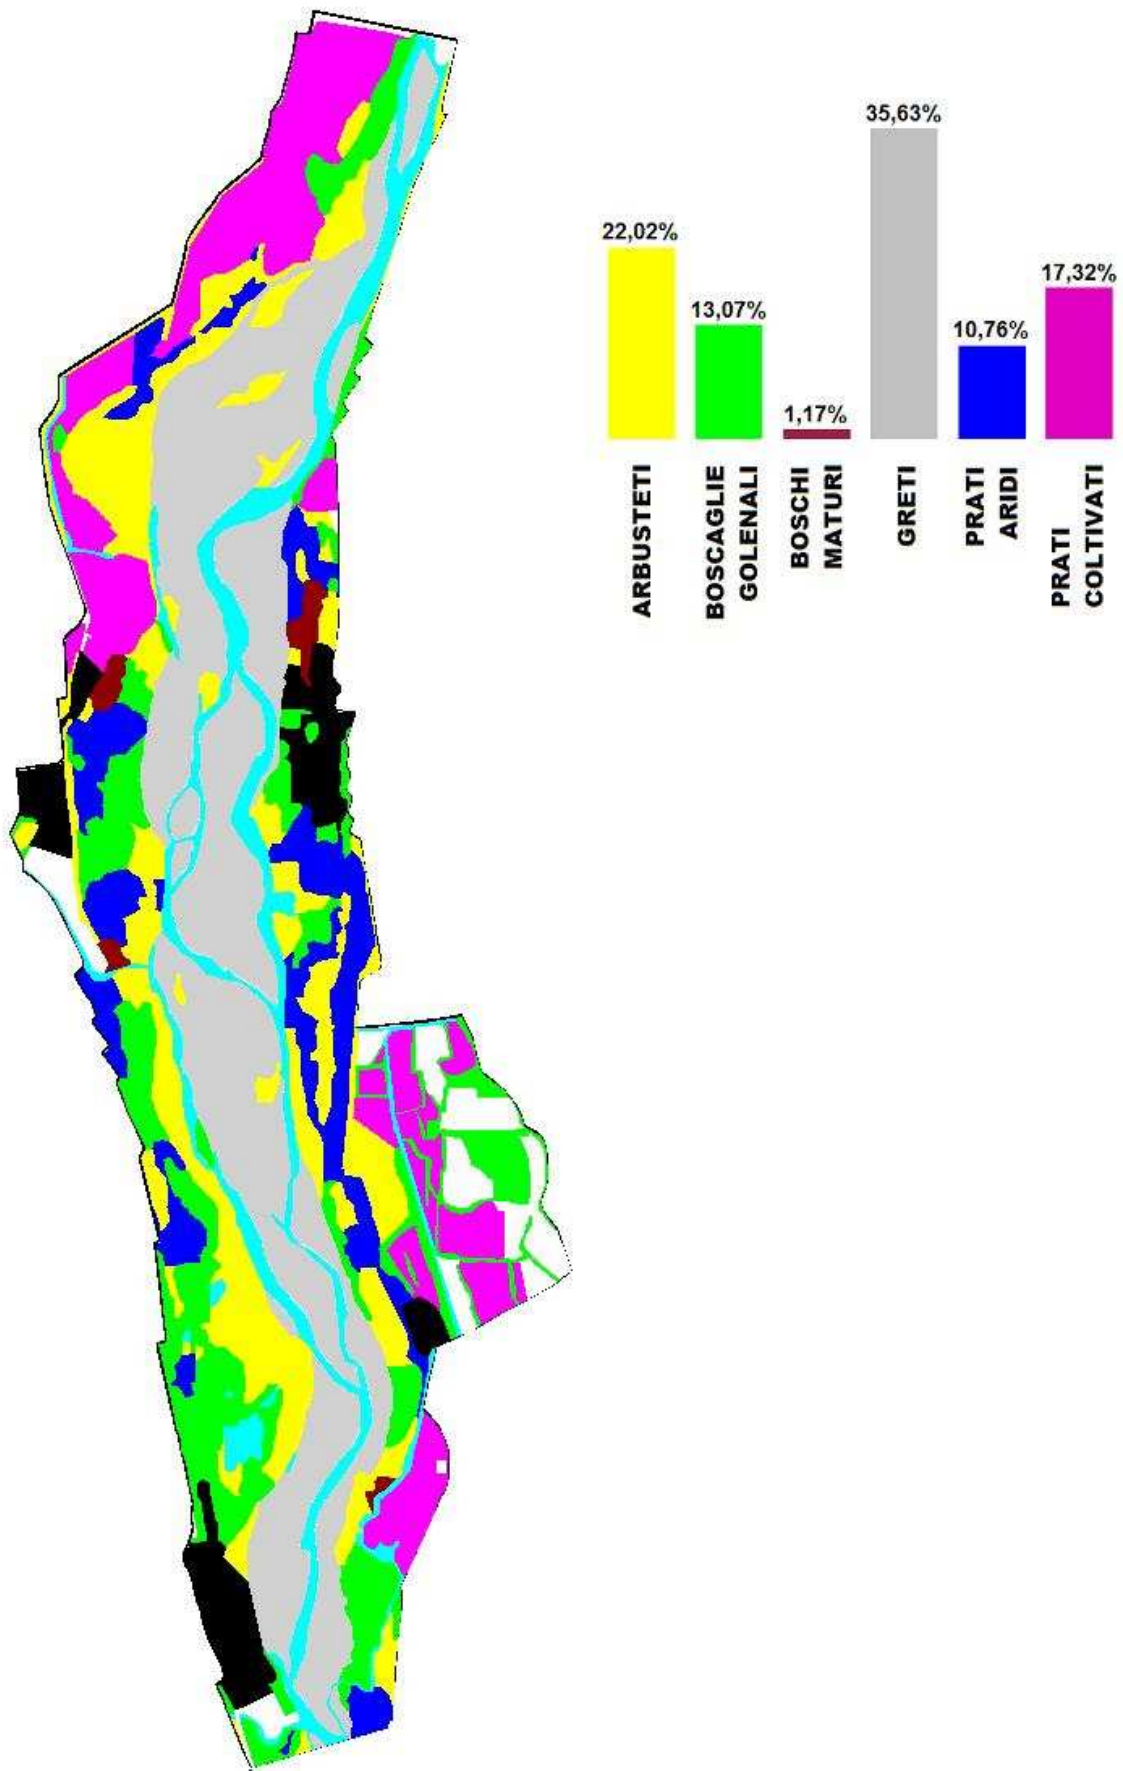 35,63%
22,02%
17,32%
13,07%
10,76%
1,17%
ARBUSTETI
BOSCAGLIE
GOLENALI
BOSCHI
MATURI
GRETI
PRATI
ARIDI
PRATI
COLTIVATI